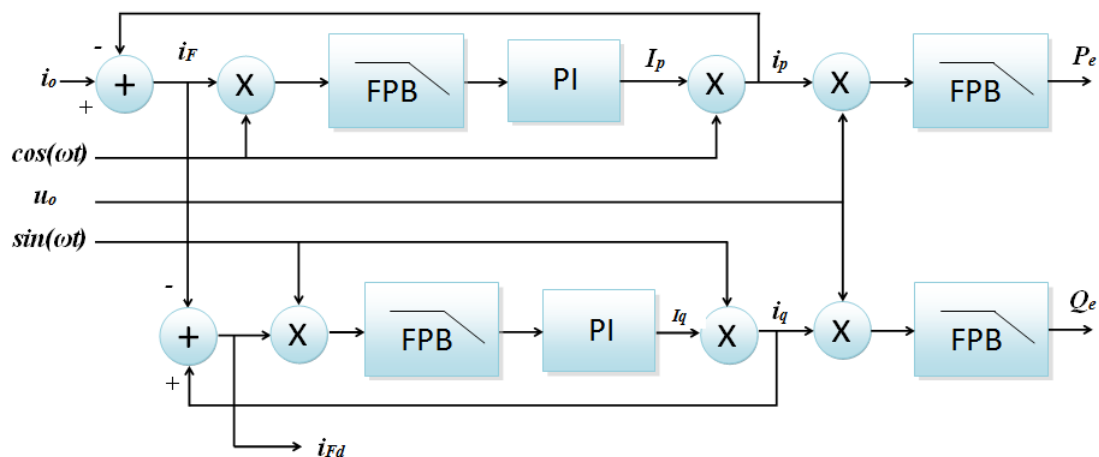 -
i_o
+
+
i_F
X
FPB
PI
I_p
X
i_p
X
FPB
P_e
cos(ωt)
u_o
sin(ωt)
-
+
+
X
FPB
PI
I_q
X
i_q
X
FPB
Q_e
i_Fd